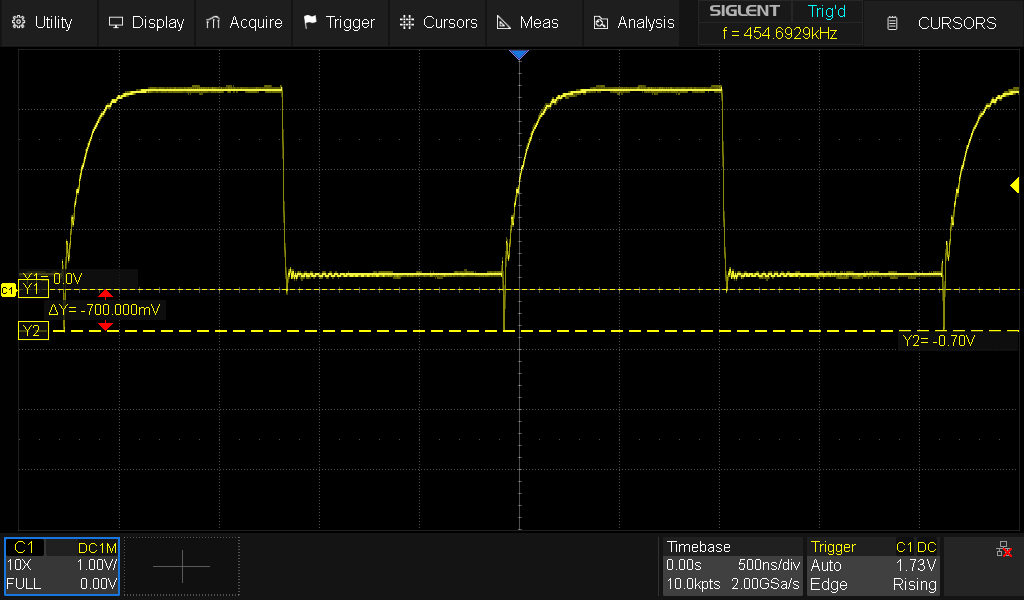 Utility Display Acquire Trigger Cursors Meas Analysis SIGLENT Trig'd CURSORS
f = 454.6929kHz
Y1= 0.0V
C1 Y1
ΔY= -700.000mV
Y2
Y2= -0.70V
C1 DC1M
10X 1.00V/
FULL 0.00V
Timebase
0.00s 500ns/div
10.0kpts 2.00GSa/s
Trigger C1 DC
Auto 1.73V
Edge Rising